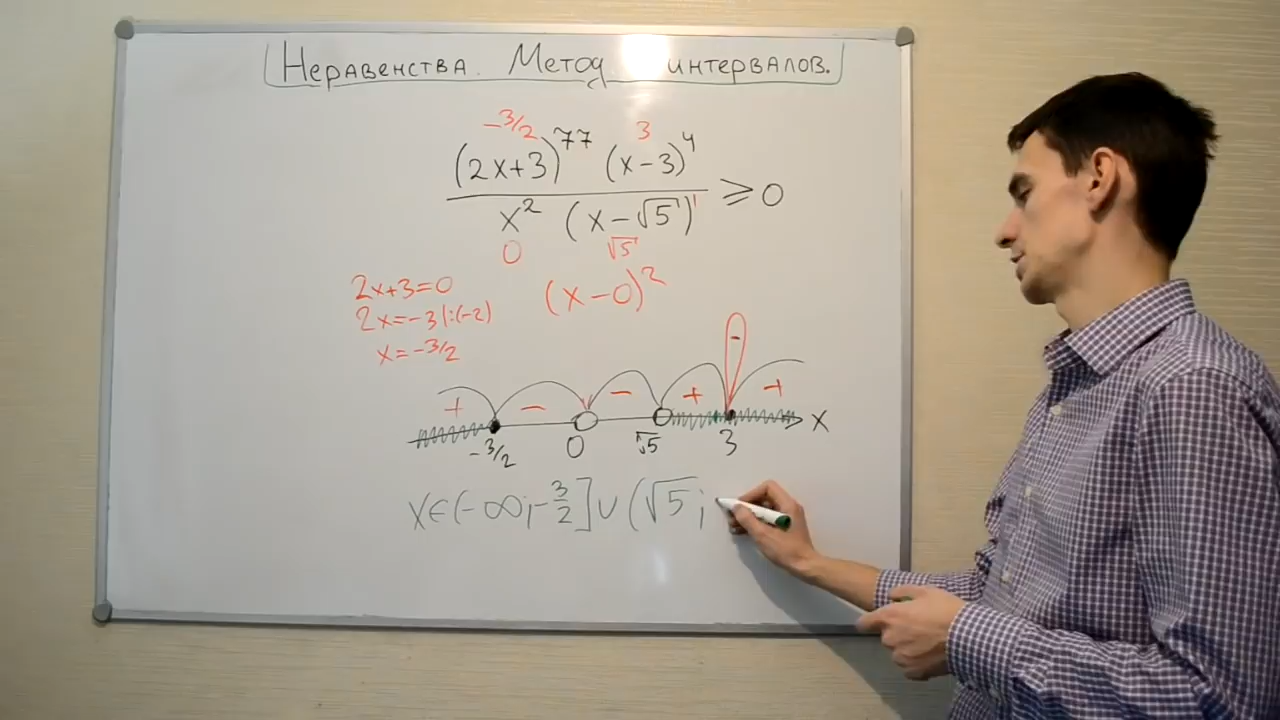 Неравенства. Метод интервалов.
-3/2 3
(2x+3)^77 (x-3)^4
x^2 (x-√5)^1 ≥ 0
0 √5
2x+3=0
(x-0)^2
2x=-3 |:(-2)
x=-3/2
+ - - + - +
-3/2 0 √5 3 x
x∈(-∞;-3/2]∪(√5;